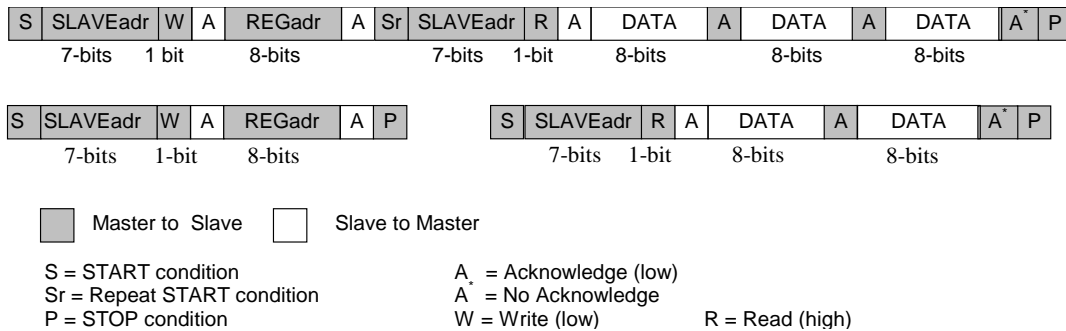 S SLAVEadr W A REGadr A Sr SLAVEadr R A DATA A DATA A DATA A* P
7-bits 1 bit 8-bits 7-bits 1-bit 8-bits 8-bits 8-bits
S SLAVEadr W A REGadr A P S SLAVEadr R A DATA A DATA A* P
7-bits 1-bit 8-bits 7-bits 1-bit 8-bits 8-bits
Master to Slave Slave to Master
S = START condition A = Acknowledge (low)
Sr = Repeat START condition A* = No Acknowledge
P = STOP condition W = Write (low) R = Read (high)